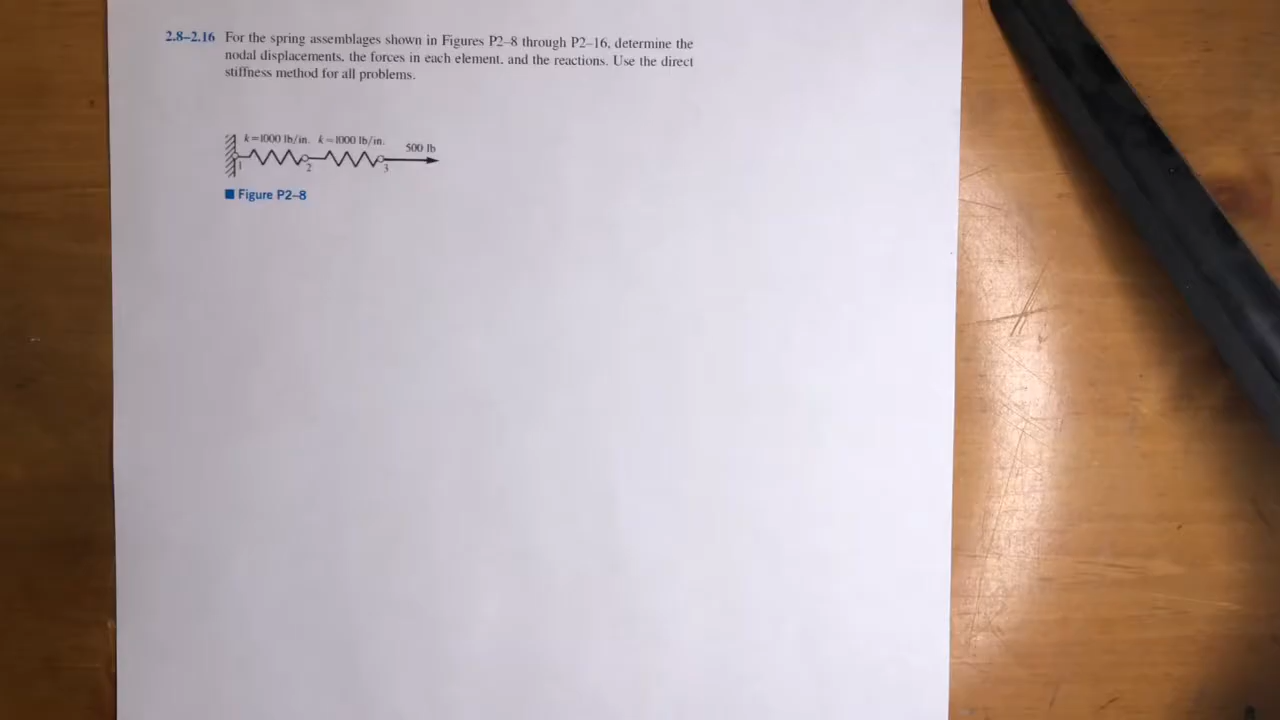 2.8–2.16 For the spring assemblages shown in Figures P2–8 through P2–16, determine the
nodal displacements, the forces in each element, and the reactions. Use the direct
stiffness method for all problems.
k=1000 lb/in. k=1000 lb/in.
500 lb
1 2 3
Figure P2–8